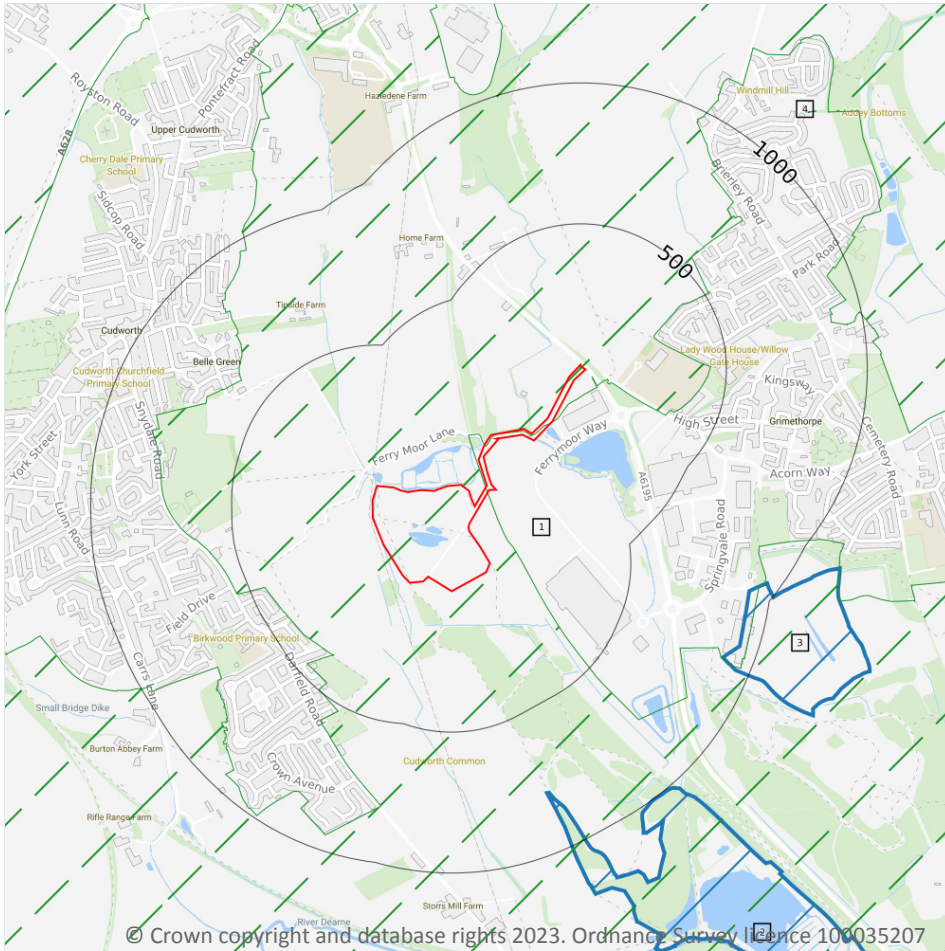 Royston Road
Pontefract Road
A628
Upper Cudworth
Cherry Dale Primary
School
Sidcop Road
Hazledene Farm
Windmill Hill
4
Addey Bottoms
1000
Brierley Road
Park Road
Home Farm
500
Tipside Farm
Cudworth
Belle Green
Cudworth Churchfield
Primary School
Snydale Road
York Street
Lunn Road
Lady Wood House/Willow
Gate House
Kingsway
High Street
Grimethorpe
Cemetery Road
Acorn Way
Ferry Moor Lane
Ferrymoor Way
A6195
1
Springvale Road
Field Drive
Birkwood Primary School
Darfield Road
Carrs Lane
3
Small Bridge Dike
Burton Abbey Farm
Crown Avenue
Cudworth Common
Rifle Range Farm
Storrs Mill Farm
River Dearne
2
© Crown copyright and database rights 2023. Ordnance Survey licence 100035207